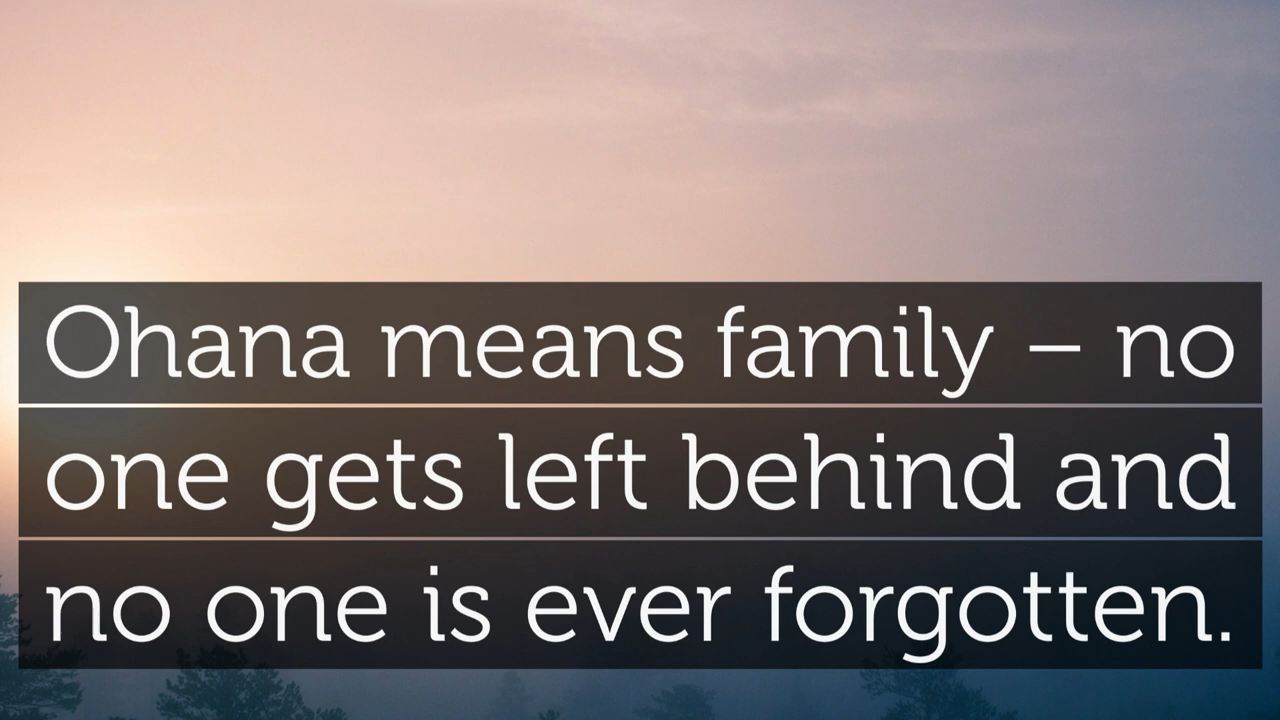 Ohana means family – no
one gets left behind and
no one is ever forgotten.